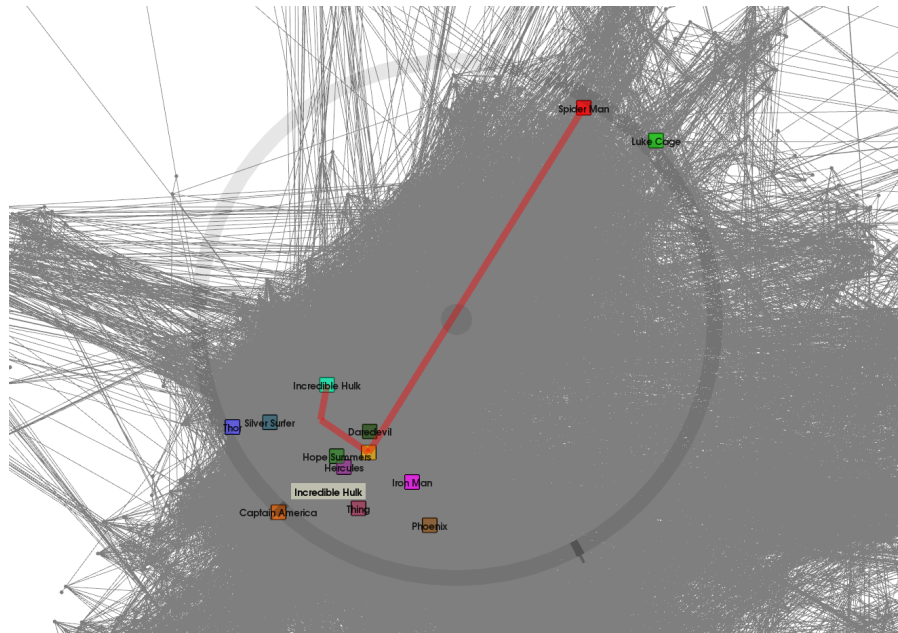 Spider Man
Luke Cage
Incredible Hulk
Silver Surfer
Thor
Daredevil
Hope Summers
Hercules
Iron Man
Incredible Hulk
Thing
Captain America
Phoenix